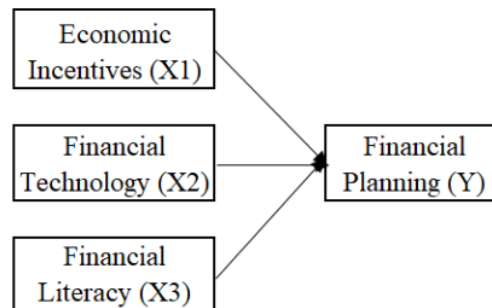 Economic
Incentives (X1)
Financial
Technology (X2)
Financial
Planning (Y)
Financial
Literacy (X3)